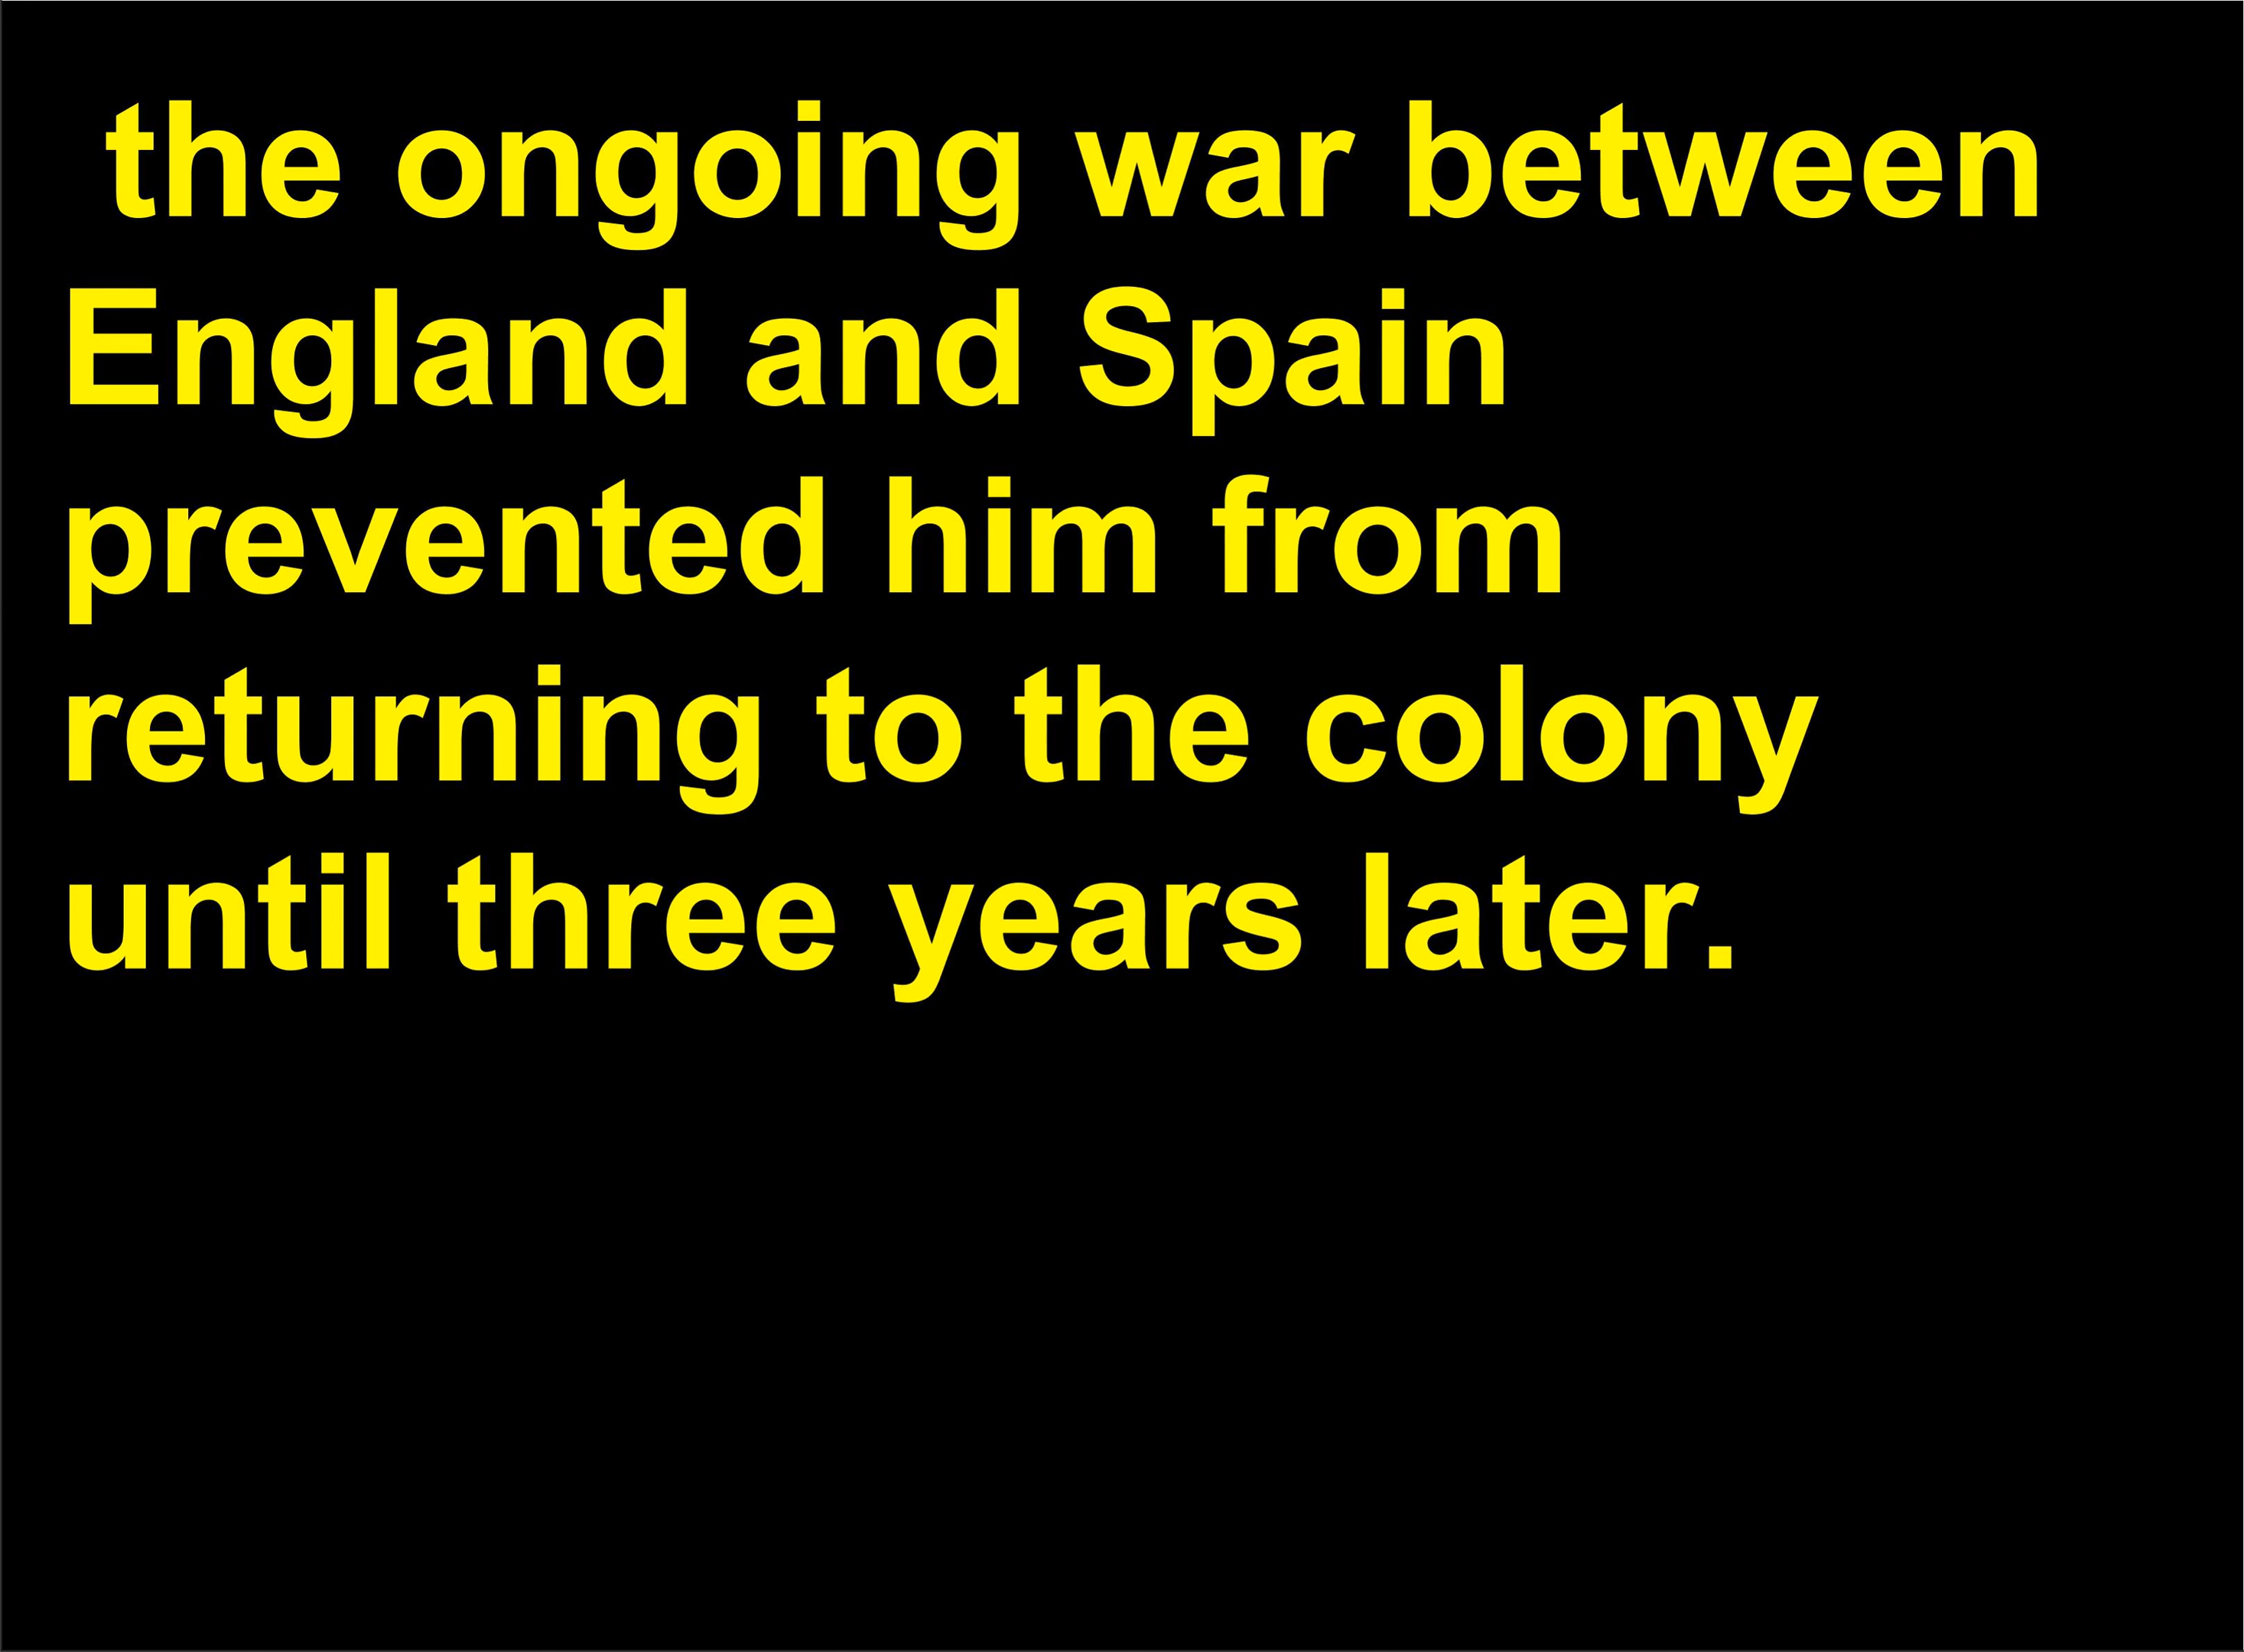 the ongoing war between
England and Spain
prevented him from
returning to the colony
until three years later.